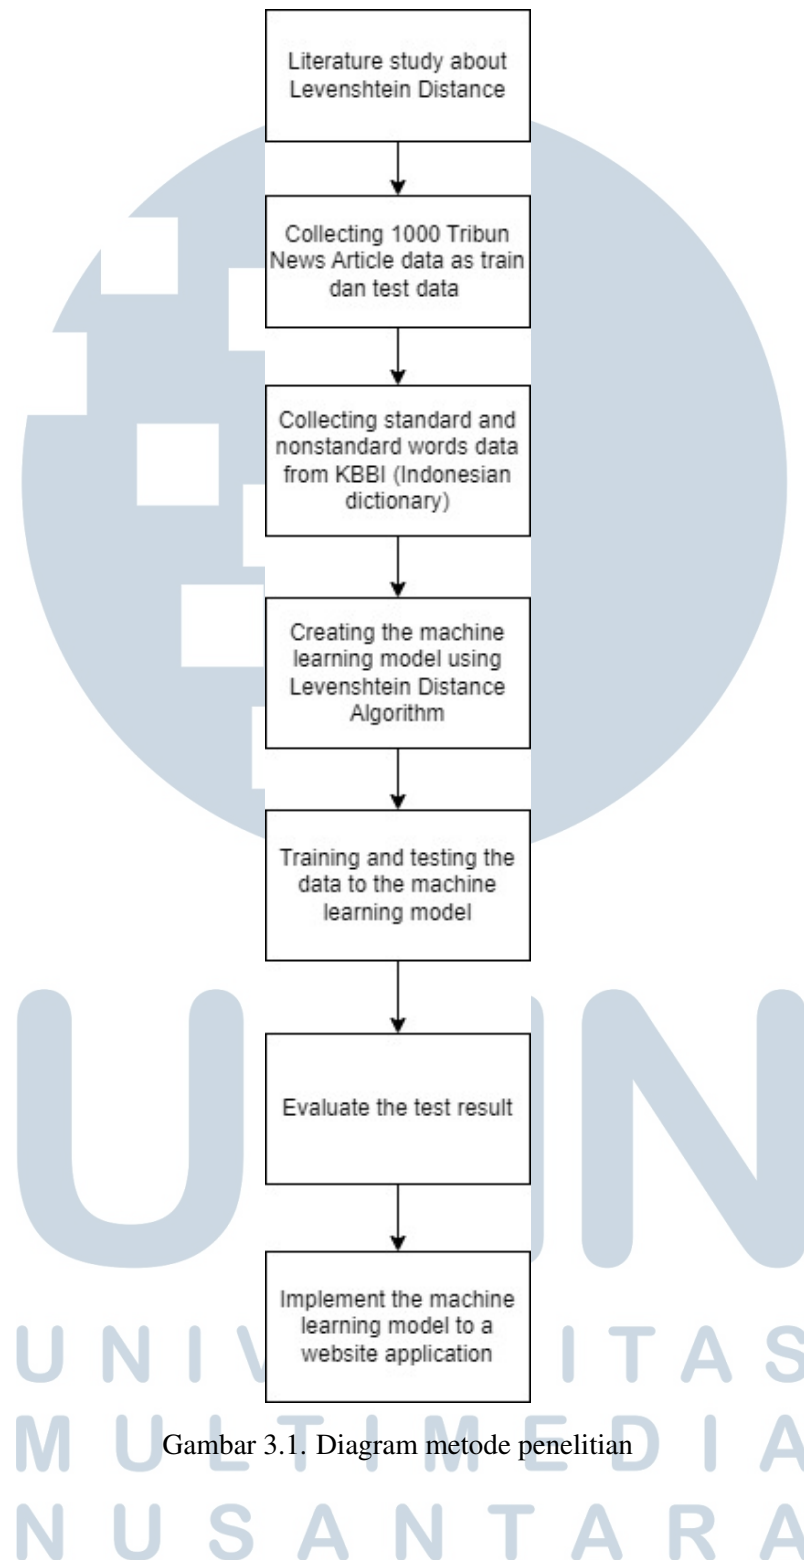 Literature study about
Levenshtein Distance
Collecting 1000 Tribun
News Article data as train
dan test data
Collecting standard and
nonstandard words data
from KBBI (Indonesian
dictionary)
Creating the machine
learning model using
Levenshtein Distance
Algorithm
Training and testing the
data to the machine
learning model
Evaluate the test result
Implement the machine
learning model to a
website application
Gambar 3.1. Diagram metode penelitian
U N
UNIV ITAS
MULTIMEDIA
NUSANTARA